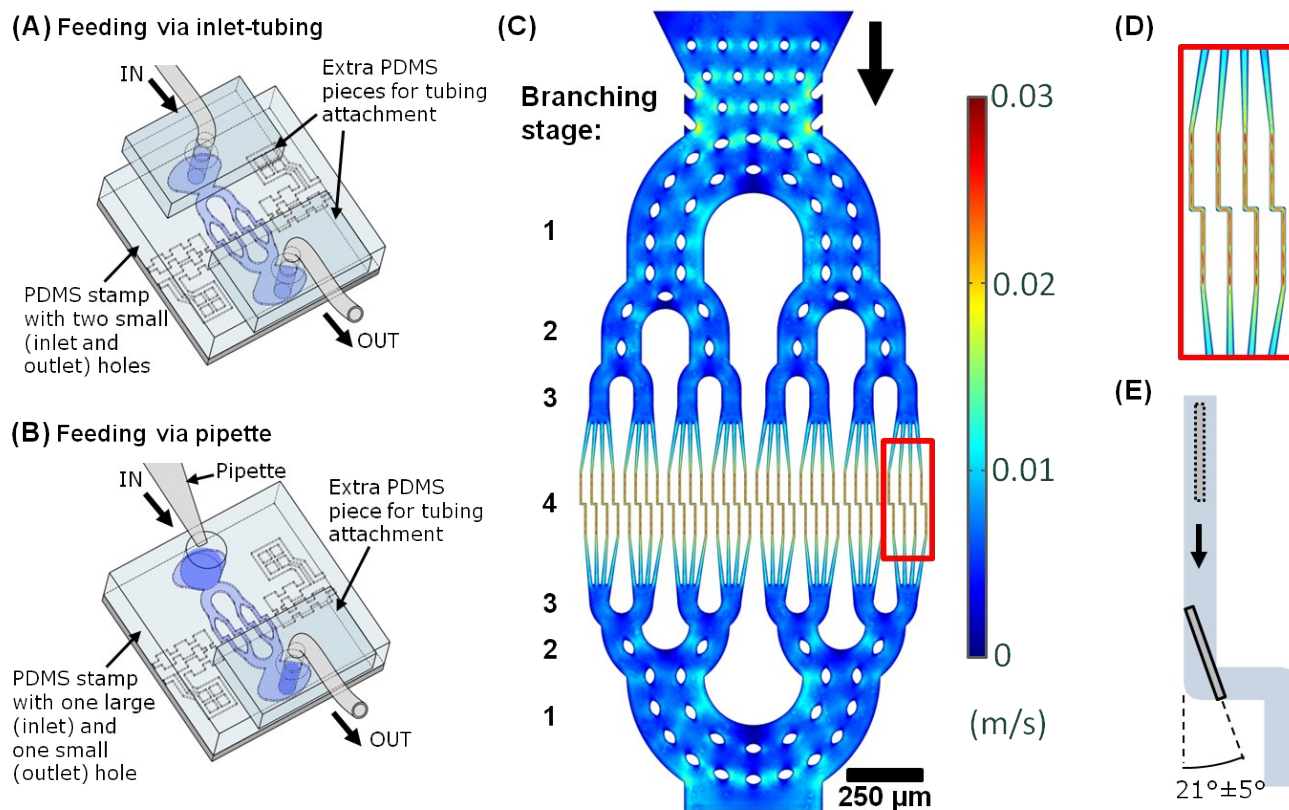 (A) Feeding via inlet-tubing
IN
Extra PDMS
pieces for tubing
attachment
PDMS stamp
with two small
(inlet and
outlet) holes
OUT
(B) Feeding via pipette
IN
Pipette
Extra PDMS
piece for tubing
attachment
PDMS stamp
with one large
(inlet) and
one small
(outlet) hole
OUT
(C)
Branching
stage:
1
2
3
4
3
2
1
250 µm
0.03
0.02
0.01
0
(m/s)
(D)
(E)
21°±5°